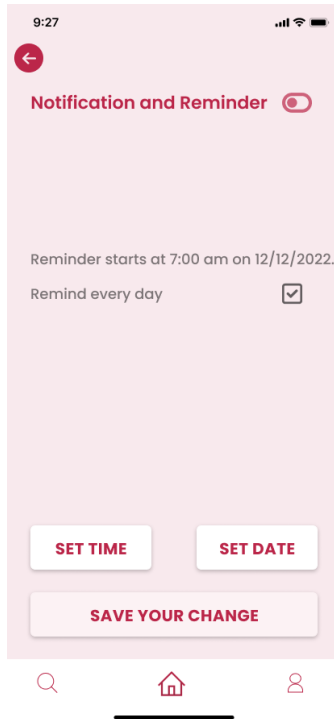 9:27
Notification and Reminder
Reminder starts at 7:00 am on 12/12/2022.
Remind every day
SET TIME
SET DATE
SAVE YOUR CHANGE